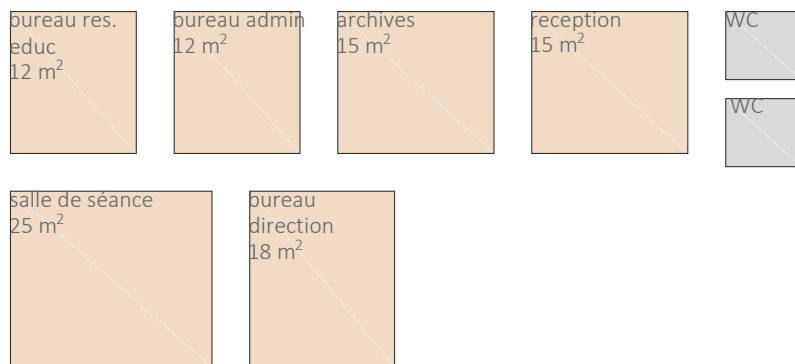 bureau res.
educ
12 m²
bureau admin
12 m²
archives
15 m²
reception
15 m²
WC
WC
salle de séance
25 m²
bureau
direction
18 m²